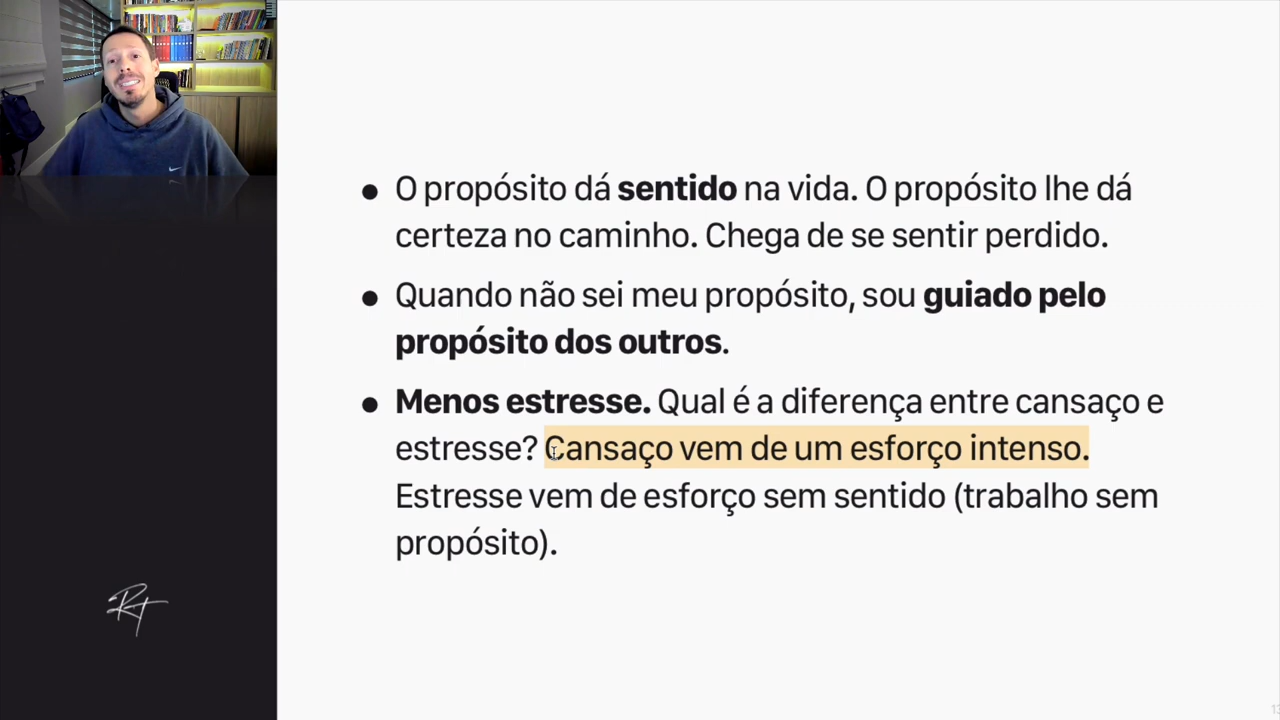 • O propósito dá sentido na vida. O propósito lhe dá
certeza no caminho. Chega de se sentir perdido.
• Quando não sei meu propósito, sou guiado pelo
propósito dos outros.
• Menos estresse. Qual é a diferença entre cansaço e
estresse? Cansaço vem de um esforço intenso.
Estresse vem de esforço sem sentido (trabalho sem
propósito).